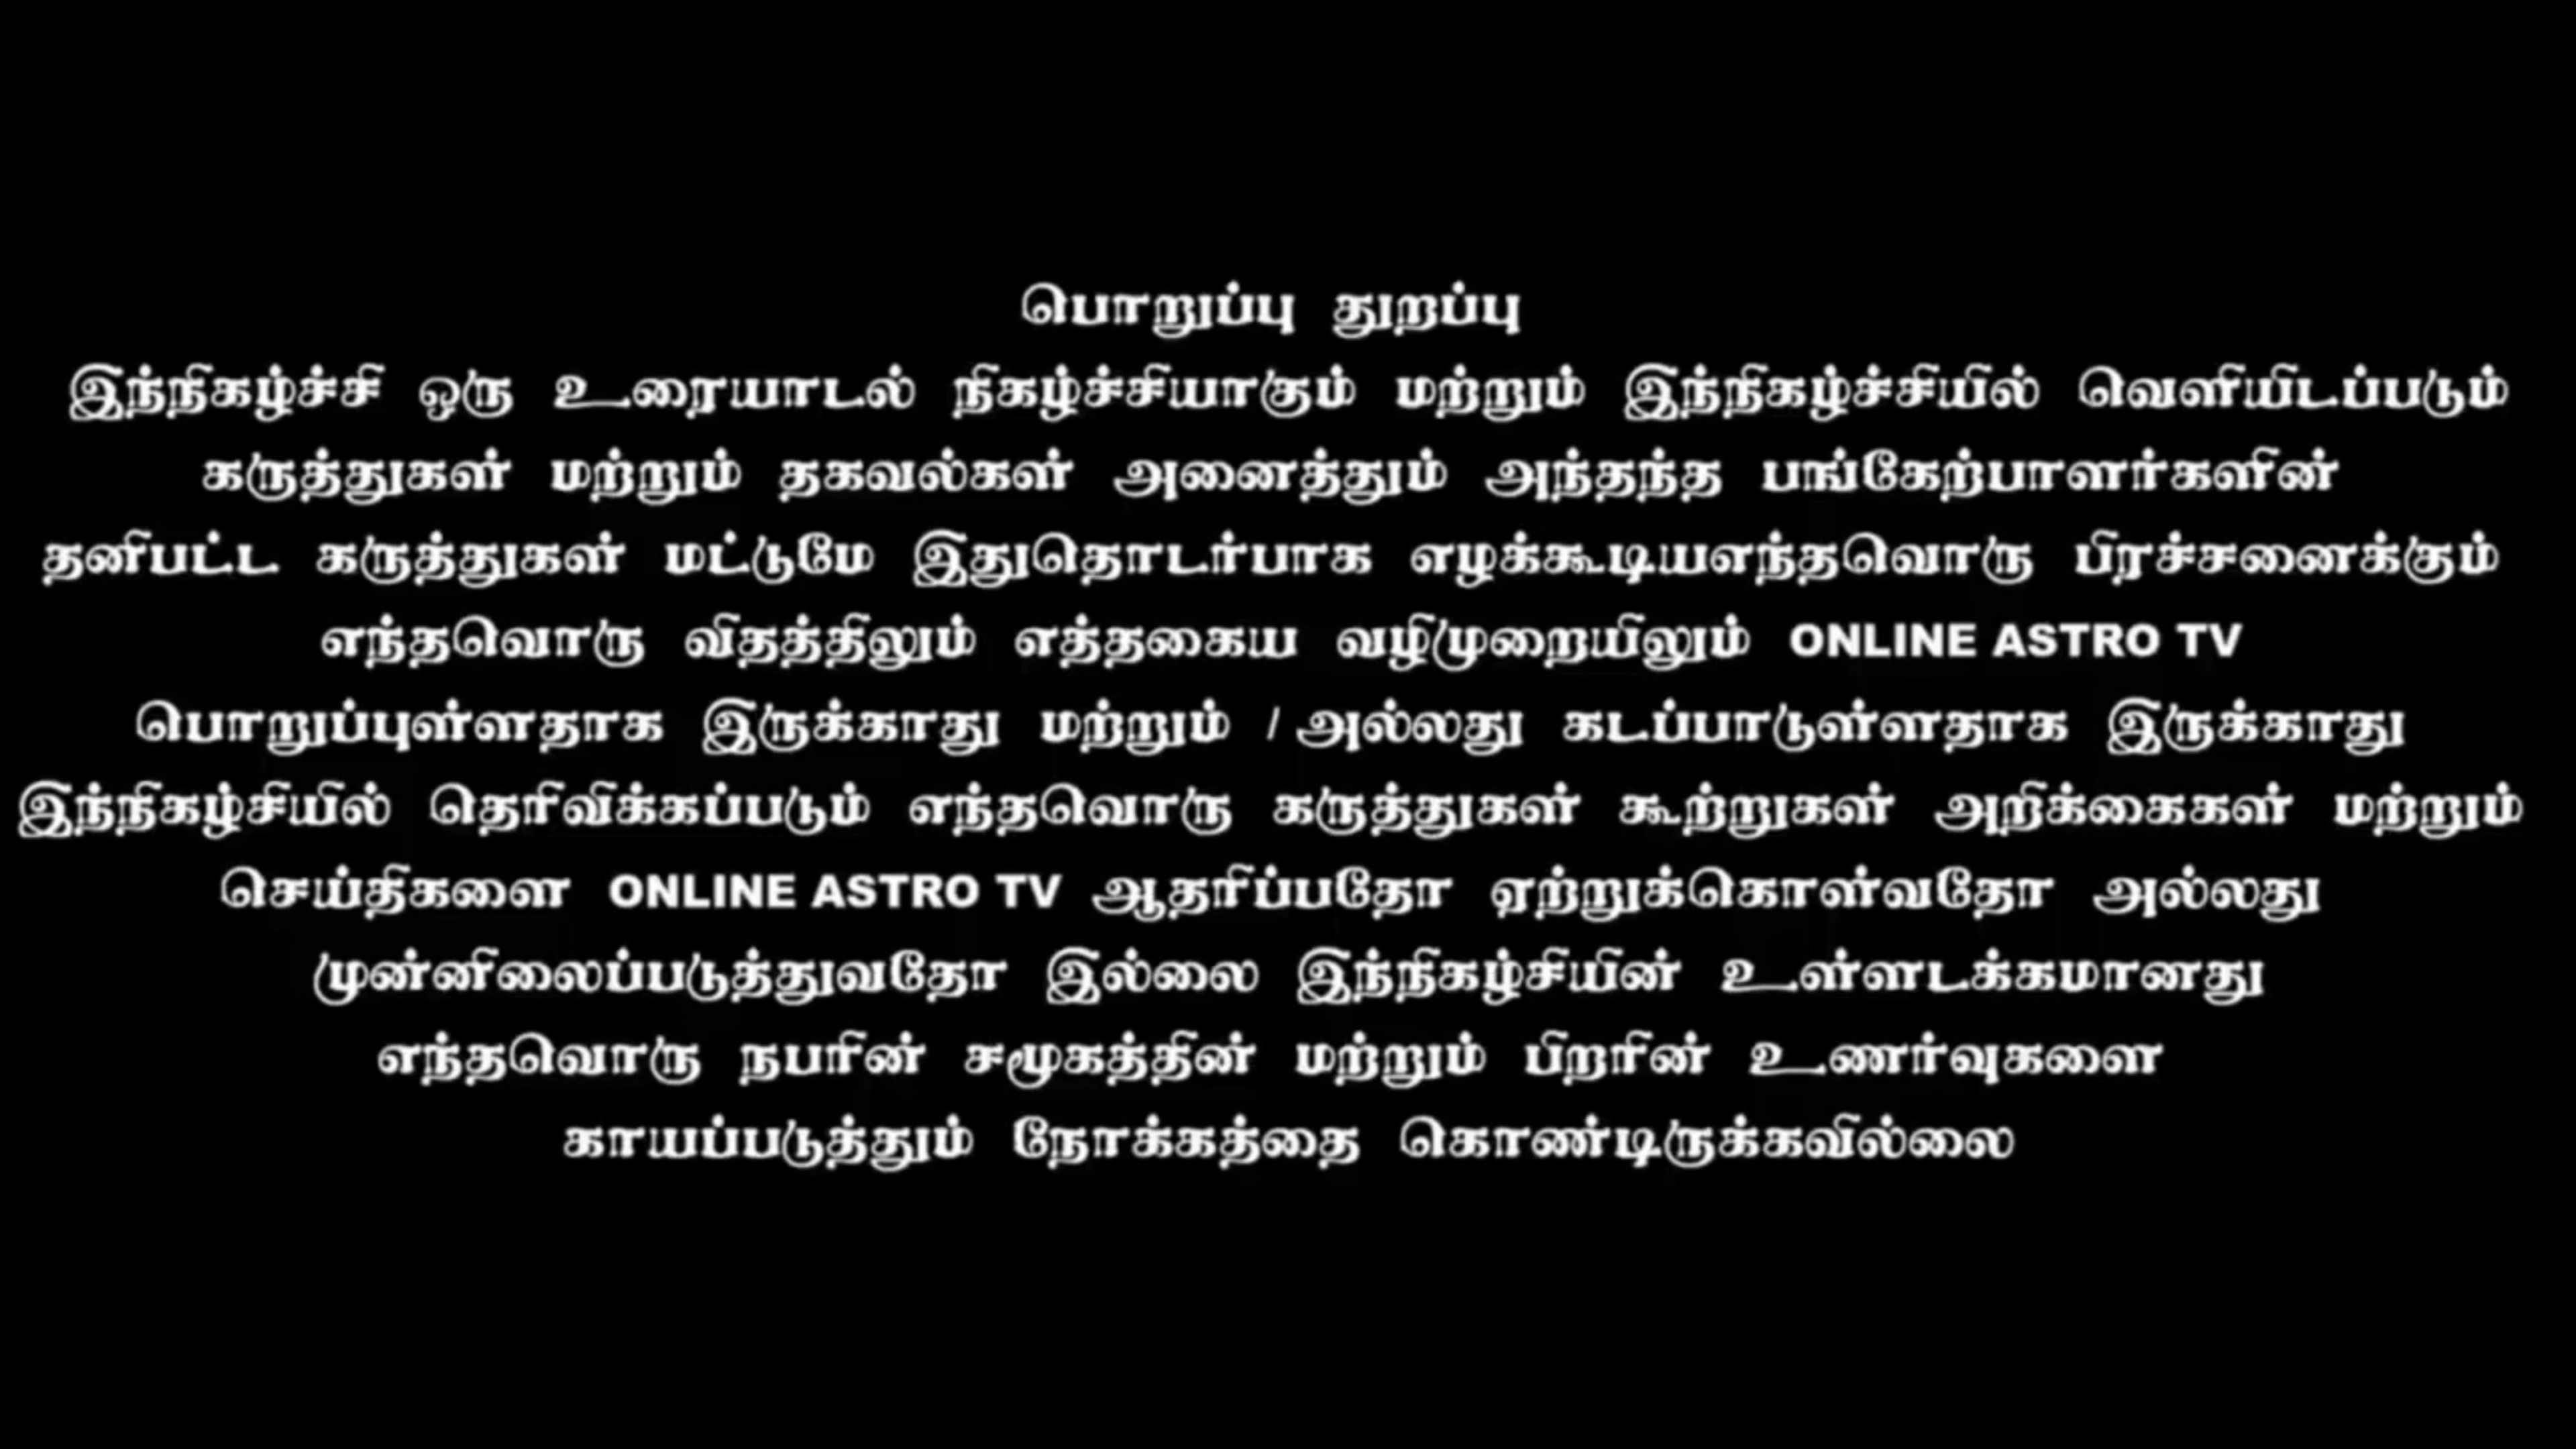 பொறுப்பு துறப்பு
இந்நிகழ்ச்சி ஒரு உரையாடல் நிகழ்ச்சியாகும் மற்றும் இந்நிகழ்ச்சியில் வெளியிடப்படும்
கருத்துகள் மற்றும் தகவல்கள் அனைத்தும் அந்தந்த பங்கேற்பாளர்களின்
தனிபட்ட கருத்துகள் மட்டுமே இதுதொடர்பாக எழக்கூடியஎந்தவொரு பிரச்சனைக்கும்
எந்தவொரு விதத்திலும் எத்தகைய வழிமுறையிலும் ONLINE ASTRO TV
பொறுப்புள்ளதாக இருக்காது மற்றும் / அல்லது கடப்பாடுள்ளதாக இருக்காது
இந்நிகழ்சியில் தெரிவிக்கப்படும் எந்தவொரு கருத்துகள் கூற்றுகள் அறிக்கைகள் மற்றும்
செய்திகளை ONLINE ASTRO TV ஆதரிப்பதோ ஏற்றுக்கொள்வதோ அல்லது
முன்னிலைப்படுத்துவதோ இல்லை இந்நிகழ்சியின் உள்ளடக்கமானது
எந்தவொரு நபரின் சமூகத்தின் மற்றும் பிறரின் உணர்வுகளை
காயப்படுத்தும் நோக்கத்தை கொண்டிருக்கவில்லை